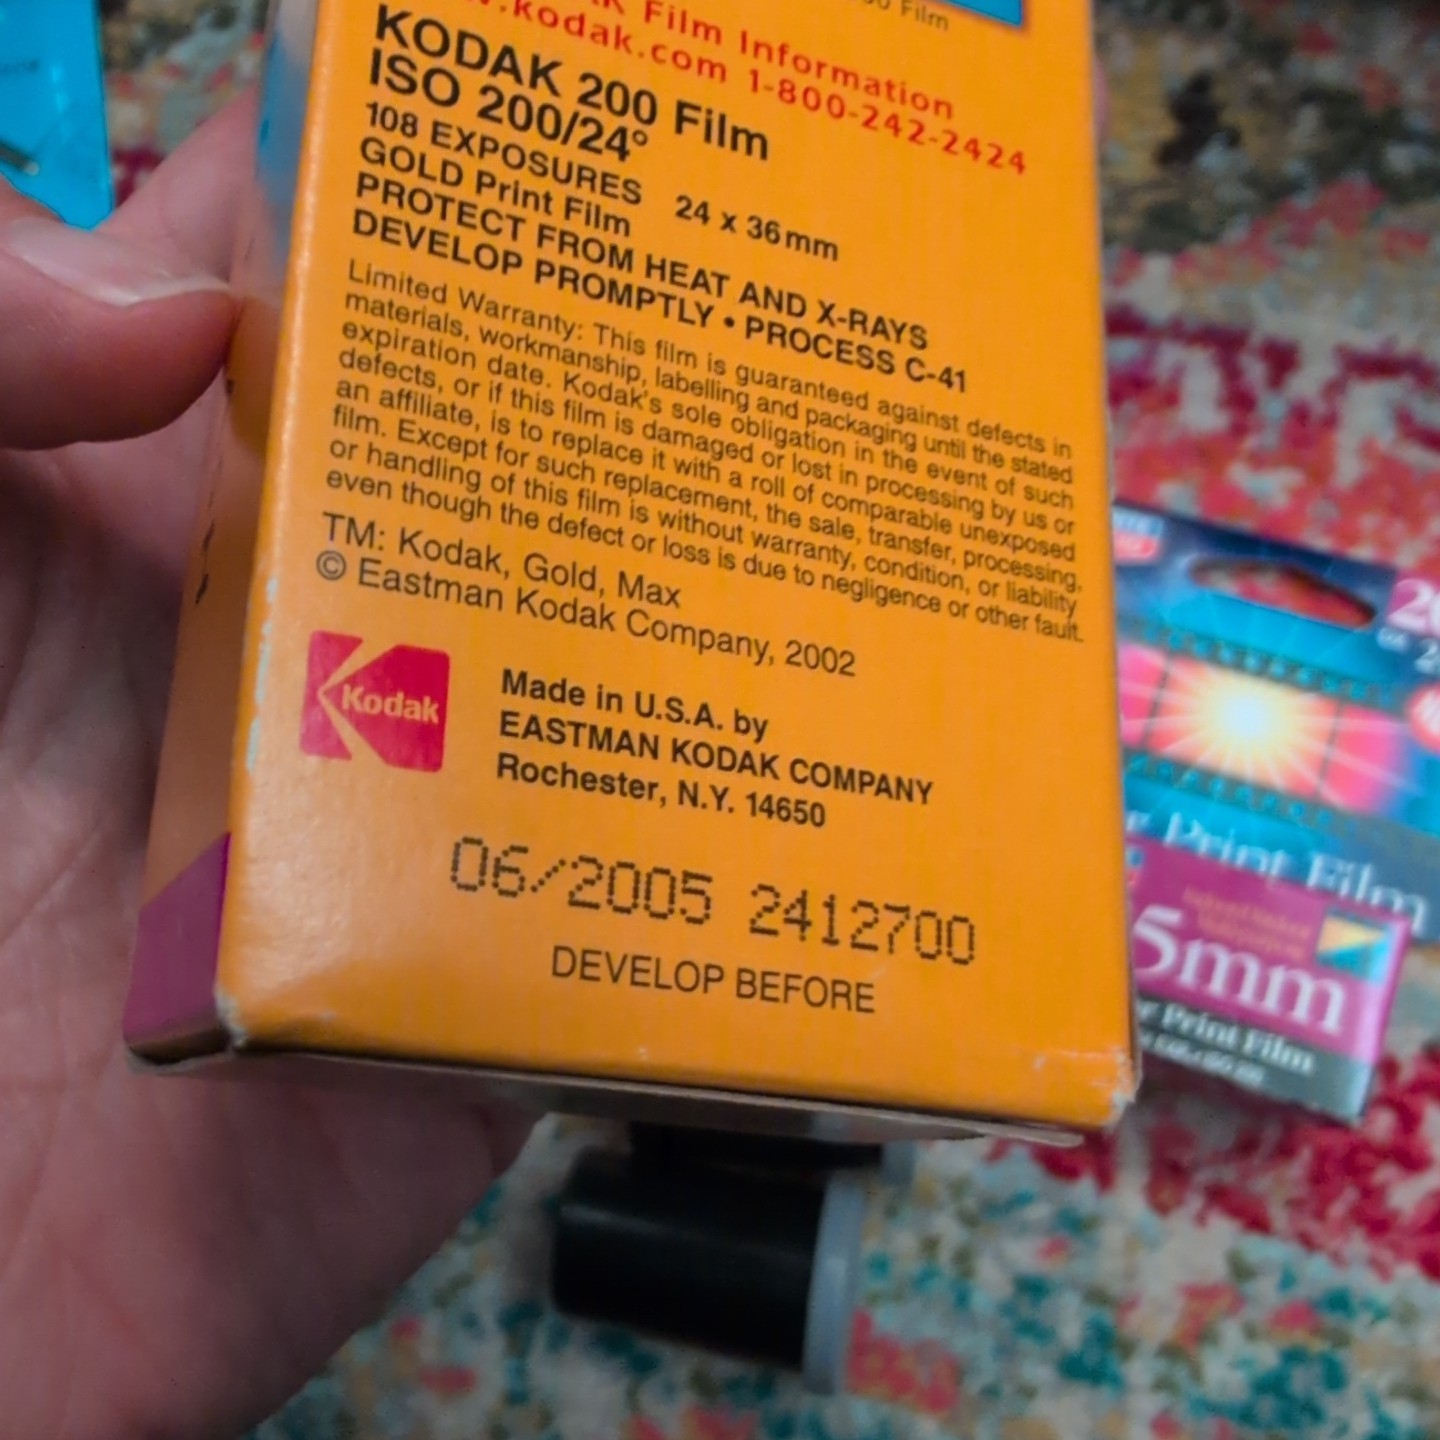 Film
Film Information
.kodak.com 1-800-242-2424
KODAK 200 Film
ISO 200/24°
108 EXPOSURES 24 x 36mm
GOLD Print Film
PROTECT FROM HEAT AND X-RAYS
DEVELOP PROMPTLY • PROCESS C-41
Limited Warranty: This film is guaranteed against defects in
materials, workmanship, labelling and packaging until the stated
expiration date. Kodak's sole obligation in the event of such
defects, or if this film is damaged or lost in processing by us or
an affiliate, is to replace it with a roll of comparable unexposed
film. Except for such replacement, the sale, transfer, processing,
or handling of this film is without warranty, condition, or liability
even though the defect or loss is due to negligence or other fault.
TM: Kodak, Gold, Max
© Eastman Kodak Company, 2002
Kodak
Made in U.S.A. by
EASTMAN KODAK COMPANY
Rochester, N.Y. 14650
06/2005 2412700
DEVELOP BEFORE
Print Film
5mm
Print Film